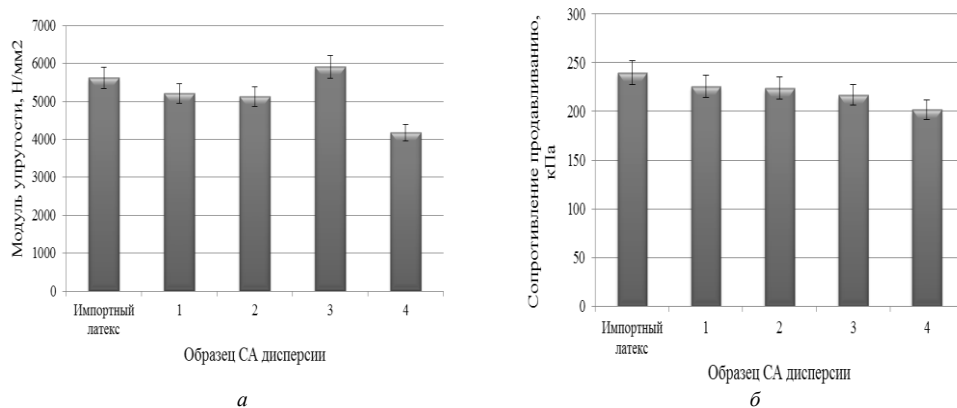 Модуль упругости, Н/мм2
7000
6000
5000
4000
3000
2000
1000
0
Импортный
латекс
1
2
3
4
Образец СА дисперсии
а
Сопротивление продавливанию,
кПа
300
250
200
150
100
50
0
Импортный
латекс
1
2
3
4
Образец СА дисперсии
б